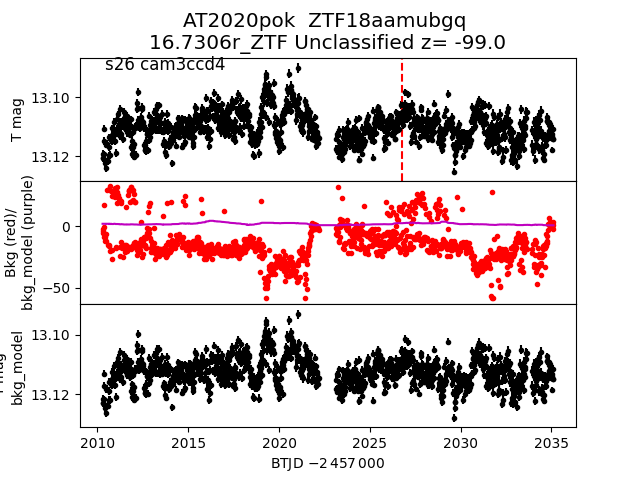 AT2020pok  ZTF18aamubgq
16.7306r_ZTF Unclassified z= -99.0
s26 cam3ccd4
T mag
13.10
13.12
Bkg (red)/
bkg_model (purple)
0
−50
mag
bkg_model
13.10
13.12
2010
2015
2020
2025
2030
2035
BTJD −2 457 000